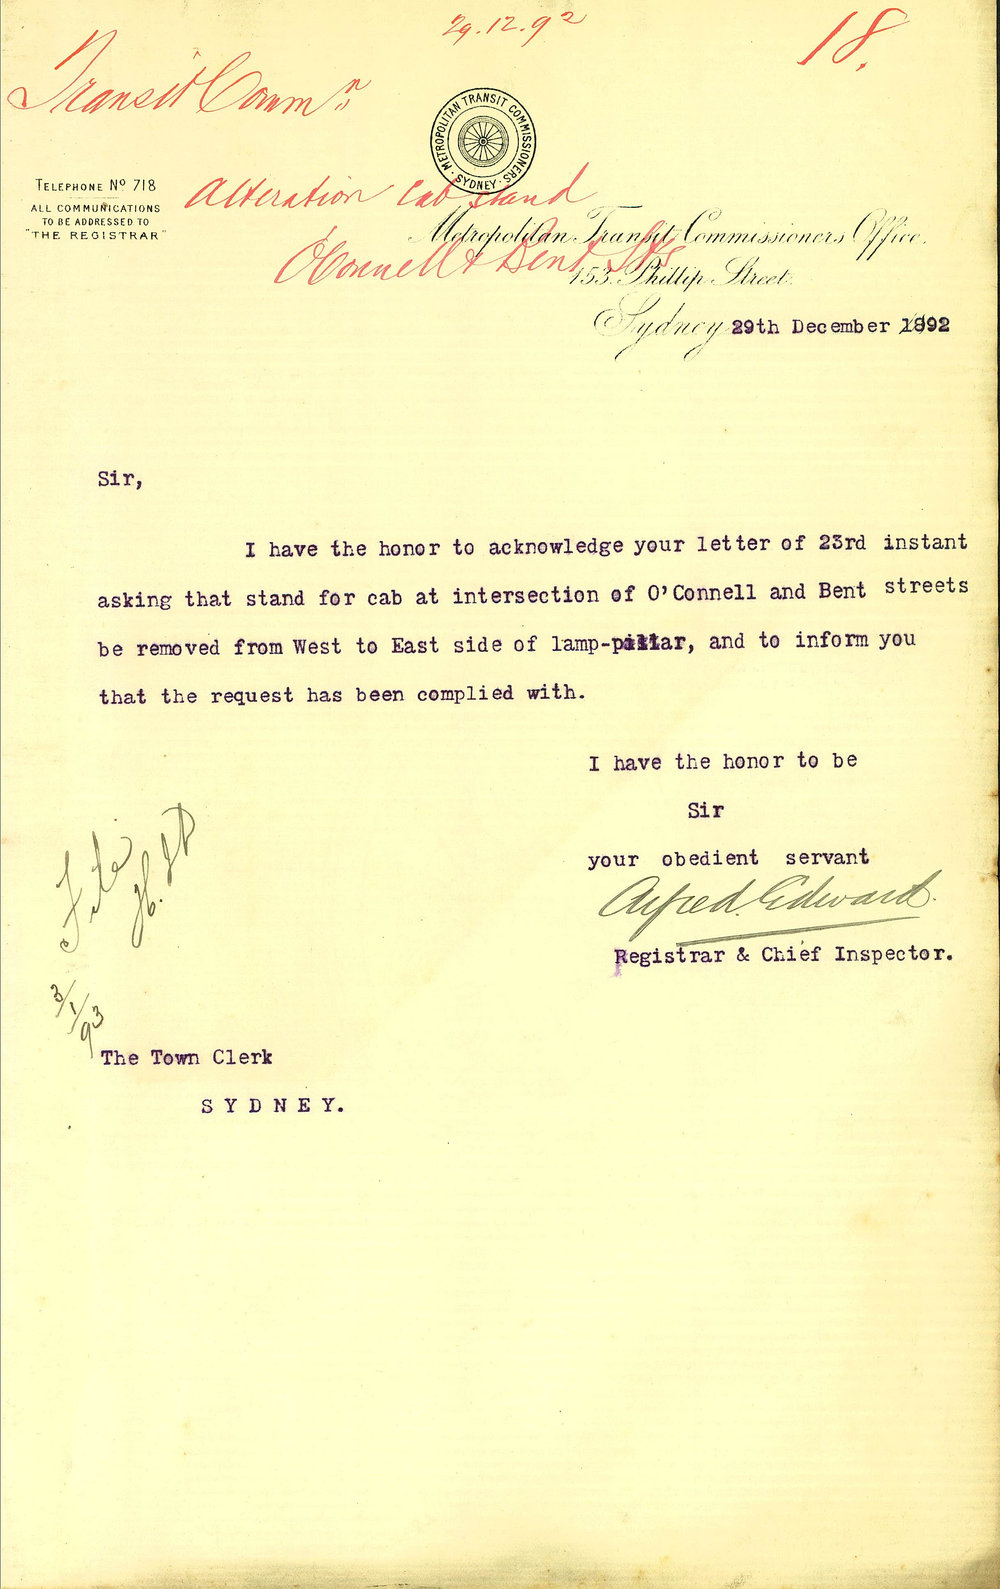 29.12.92
18.
Transit Commrs
METROPOLITAN TRANSIT COMMISSIONERS · SYDNEY ·
TELEPHONE Nº 718
ALL COMMUNICATIONS
TO BE ADDRESSED TO
"THE REGISTRAR"
Alteration cab stand
O'Connell & Bent Sts
Metropolitan Transit Commissioners Office,
153 Phillip Street.
Sydney 29th December 1892
Sir,
I have the honor to acknowledge your letter of 23rd instant
asking that stand for cab at intersection of O'Connell and Bent streets
be removed from West to East side of lamp-pillar, and to inform you
that the request has been complied with.
I have the honor to be
Sir
your obedient servant
Alfred. Edward.
Registrar & Chief Inspector.
File
3/1/93
The Town Clerk
S Y D N E Y.